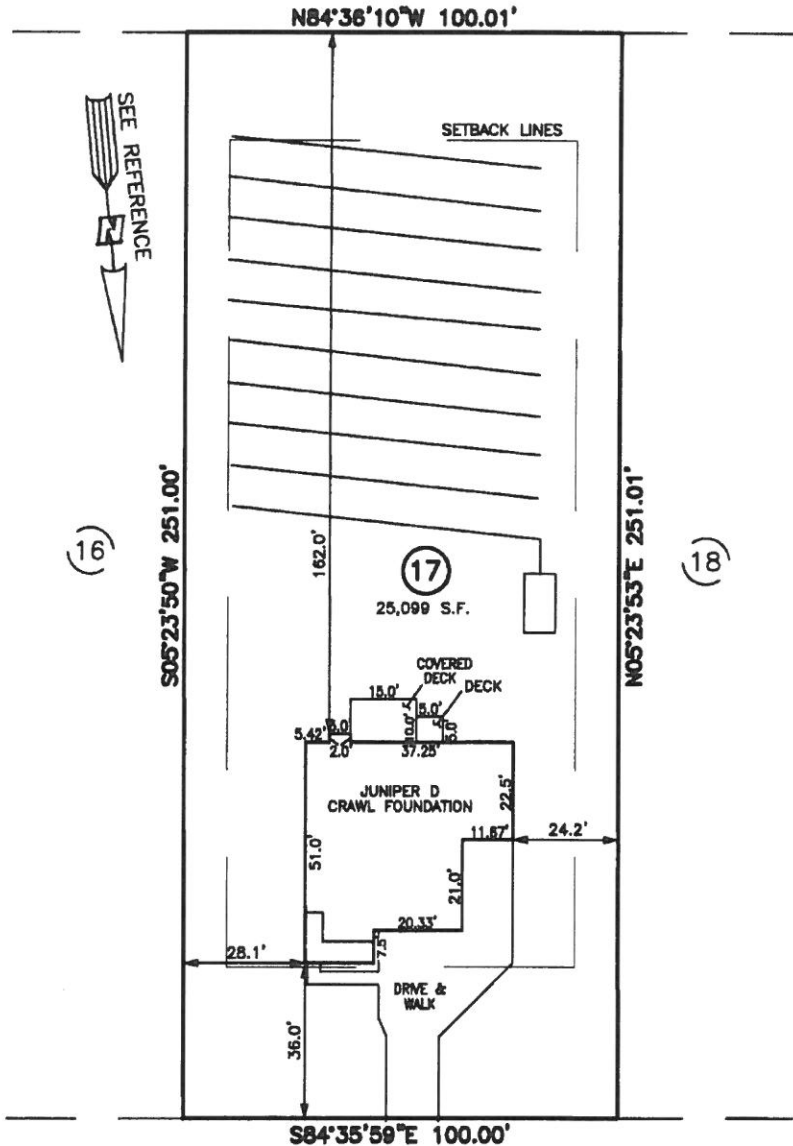 N84°36'10"W 100.01'
SEE REFERENCE
N
SETBACK LINES
S05°23'50"W 251.00'
N05°23'53"E 251.01'
16
17
18
25,099 S.F.
162.0'
COVERED
DECK
DECK
15.0'
5.0'
10.0'
5.42'
2.0'
37.25'
JUNIPER D
CRAWL FOUNDATION
22.5'
11.67'
24.2'
51.0'
21.0'
20.33'
7.5'
28.1'
DRIVE &
WALK
36.0'
S84°35'59"E 100.00'